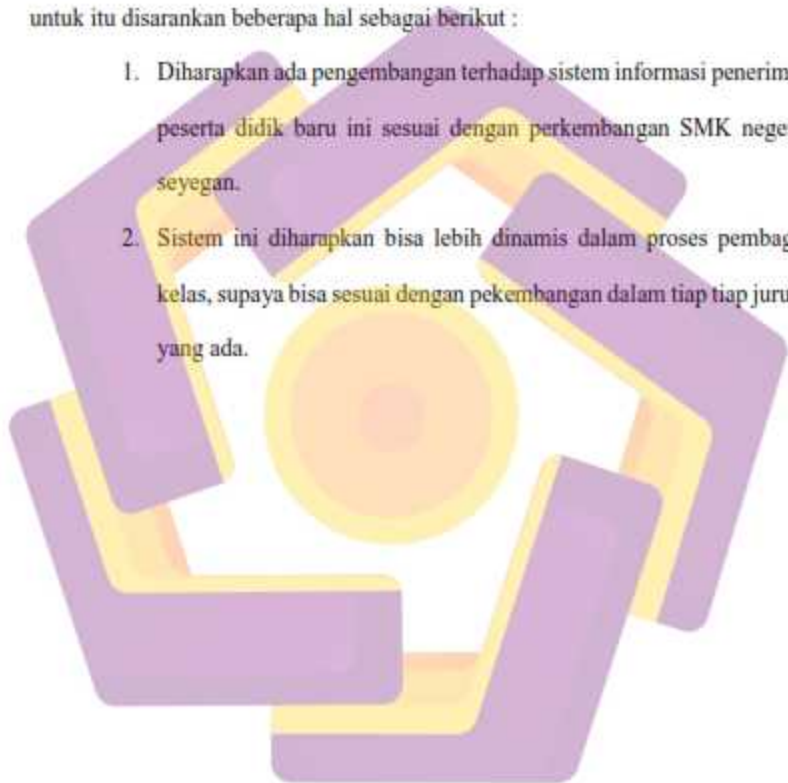 untuk itu disarankan beberapa hal sebagai berikut :
1. Diharapkan ada pengembangan terhadap sistem informasi penerim
peserta didik baru ini sesuai dengan perkembangan SMK nege
seyegan.
2. Sistem ini diharapkan bisa lebih dinamis dalam proses pembag
kelas, supaya bisa sesuai dengan pekembangan dalam tiap tiap juru
yang ada.